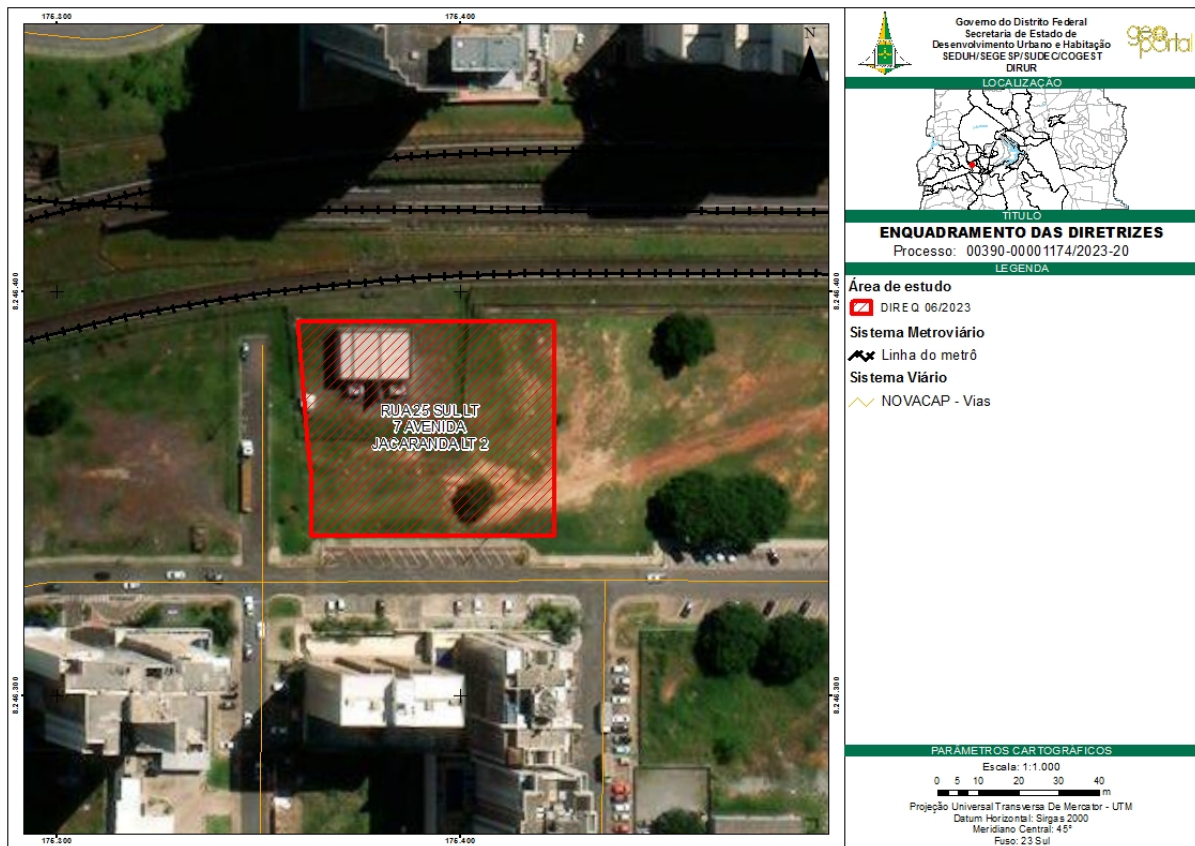 176.300
176.400
N
8.246.400
8.246.400
RUA 25 SUL LT
7 AVENIDA
JACARANDA LT 2
8.246.300
8.246.300
176.300
176.400
Governo do Distrito Federal
Secretaria de Estado de
Desenvolvimento Urbano e Habitação
SEDUH/SEGESP/SUDEC/COGEST
DIRUR
geo
portal
LOCALIZAÇÃO
TÍTULO
ENQUADRAMENTO DAS DIRETRIZES
Processo: 00390-00001174/2023-20
LEGENDA
Área de estudo
DIREQ 06/2023
Sistema Metroviário
Linha do metrô
Sistema Viário
NOVACAP - Vias
PARÂMETROS CARTOGRÁFICOS
Escala: 1:1.000
0 5 10 20 30 40
m
Projeção Universal Transversa De Mercator - UTM
Datum Horizontal: Sirgas 2000
Meridiano Central: 45°
Fuso: 23 Sul